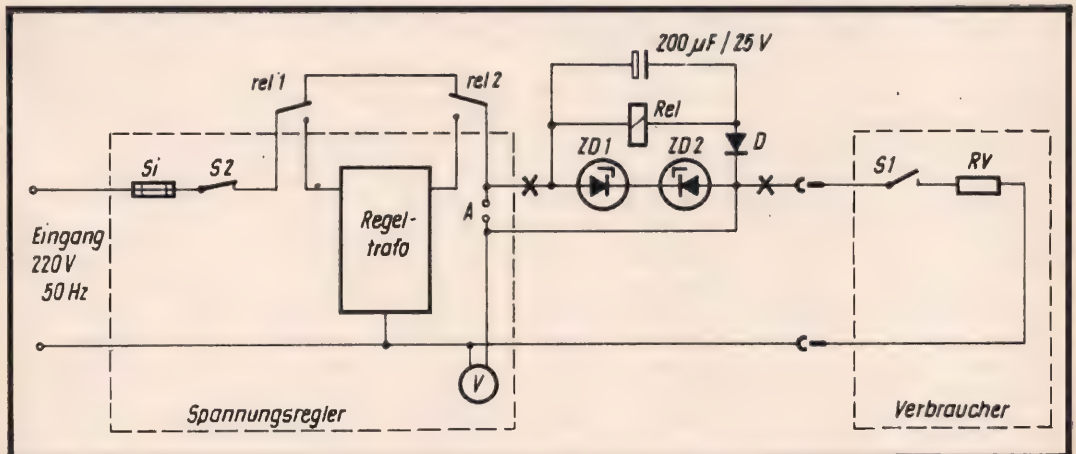 200 µF / 25 V
rel 1
rel 2
Rel
D
ZD1
ZD2
Si
S2
S1
RV
A
Regel-
trafo
Eingang
220 V
50 Hz
V
Spannungsregler
Verbraucher